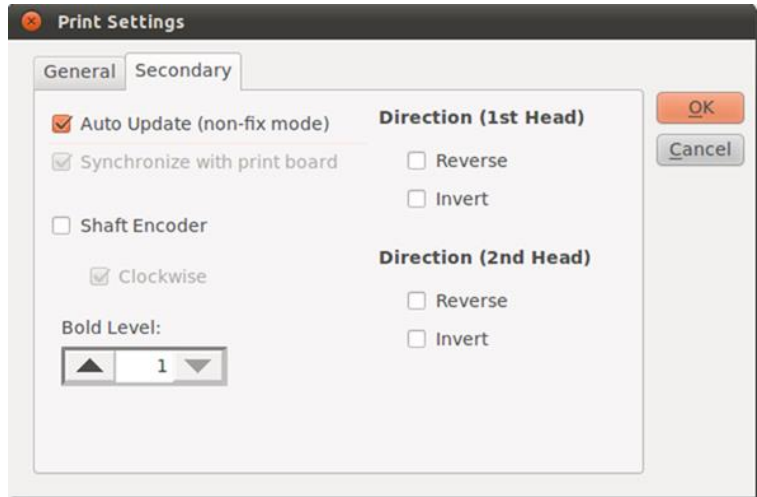 Print Settings
General
Secondary
Auto Update (non-fix mode)
Synchronize with print board
Shaft Encoder
Clockwise
Bold Level:
1
Direction (1st Head)
Reverse
Invert
Direction (2nd Head)
Reverse
Invert
OK
Cancel